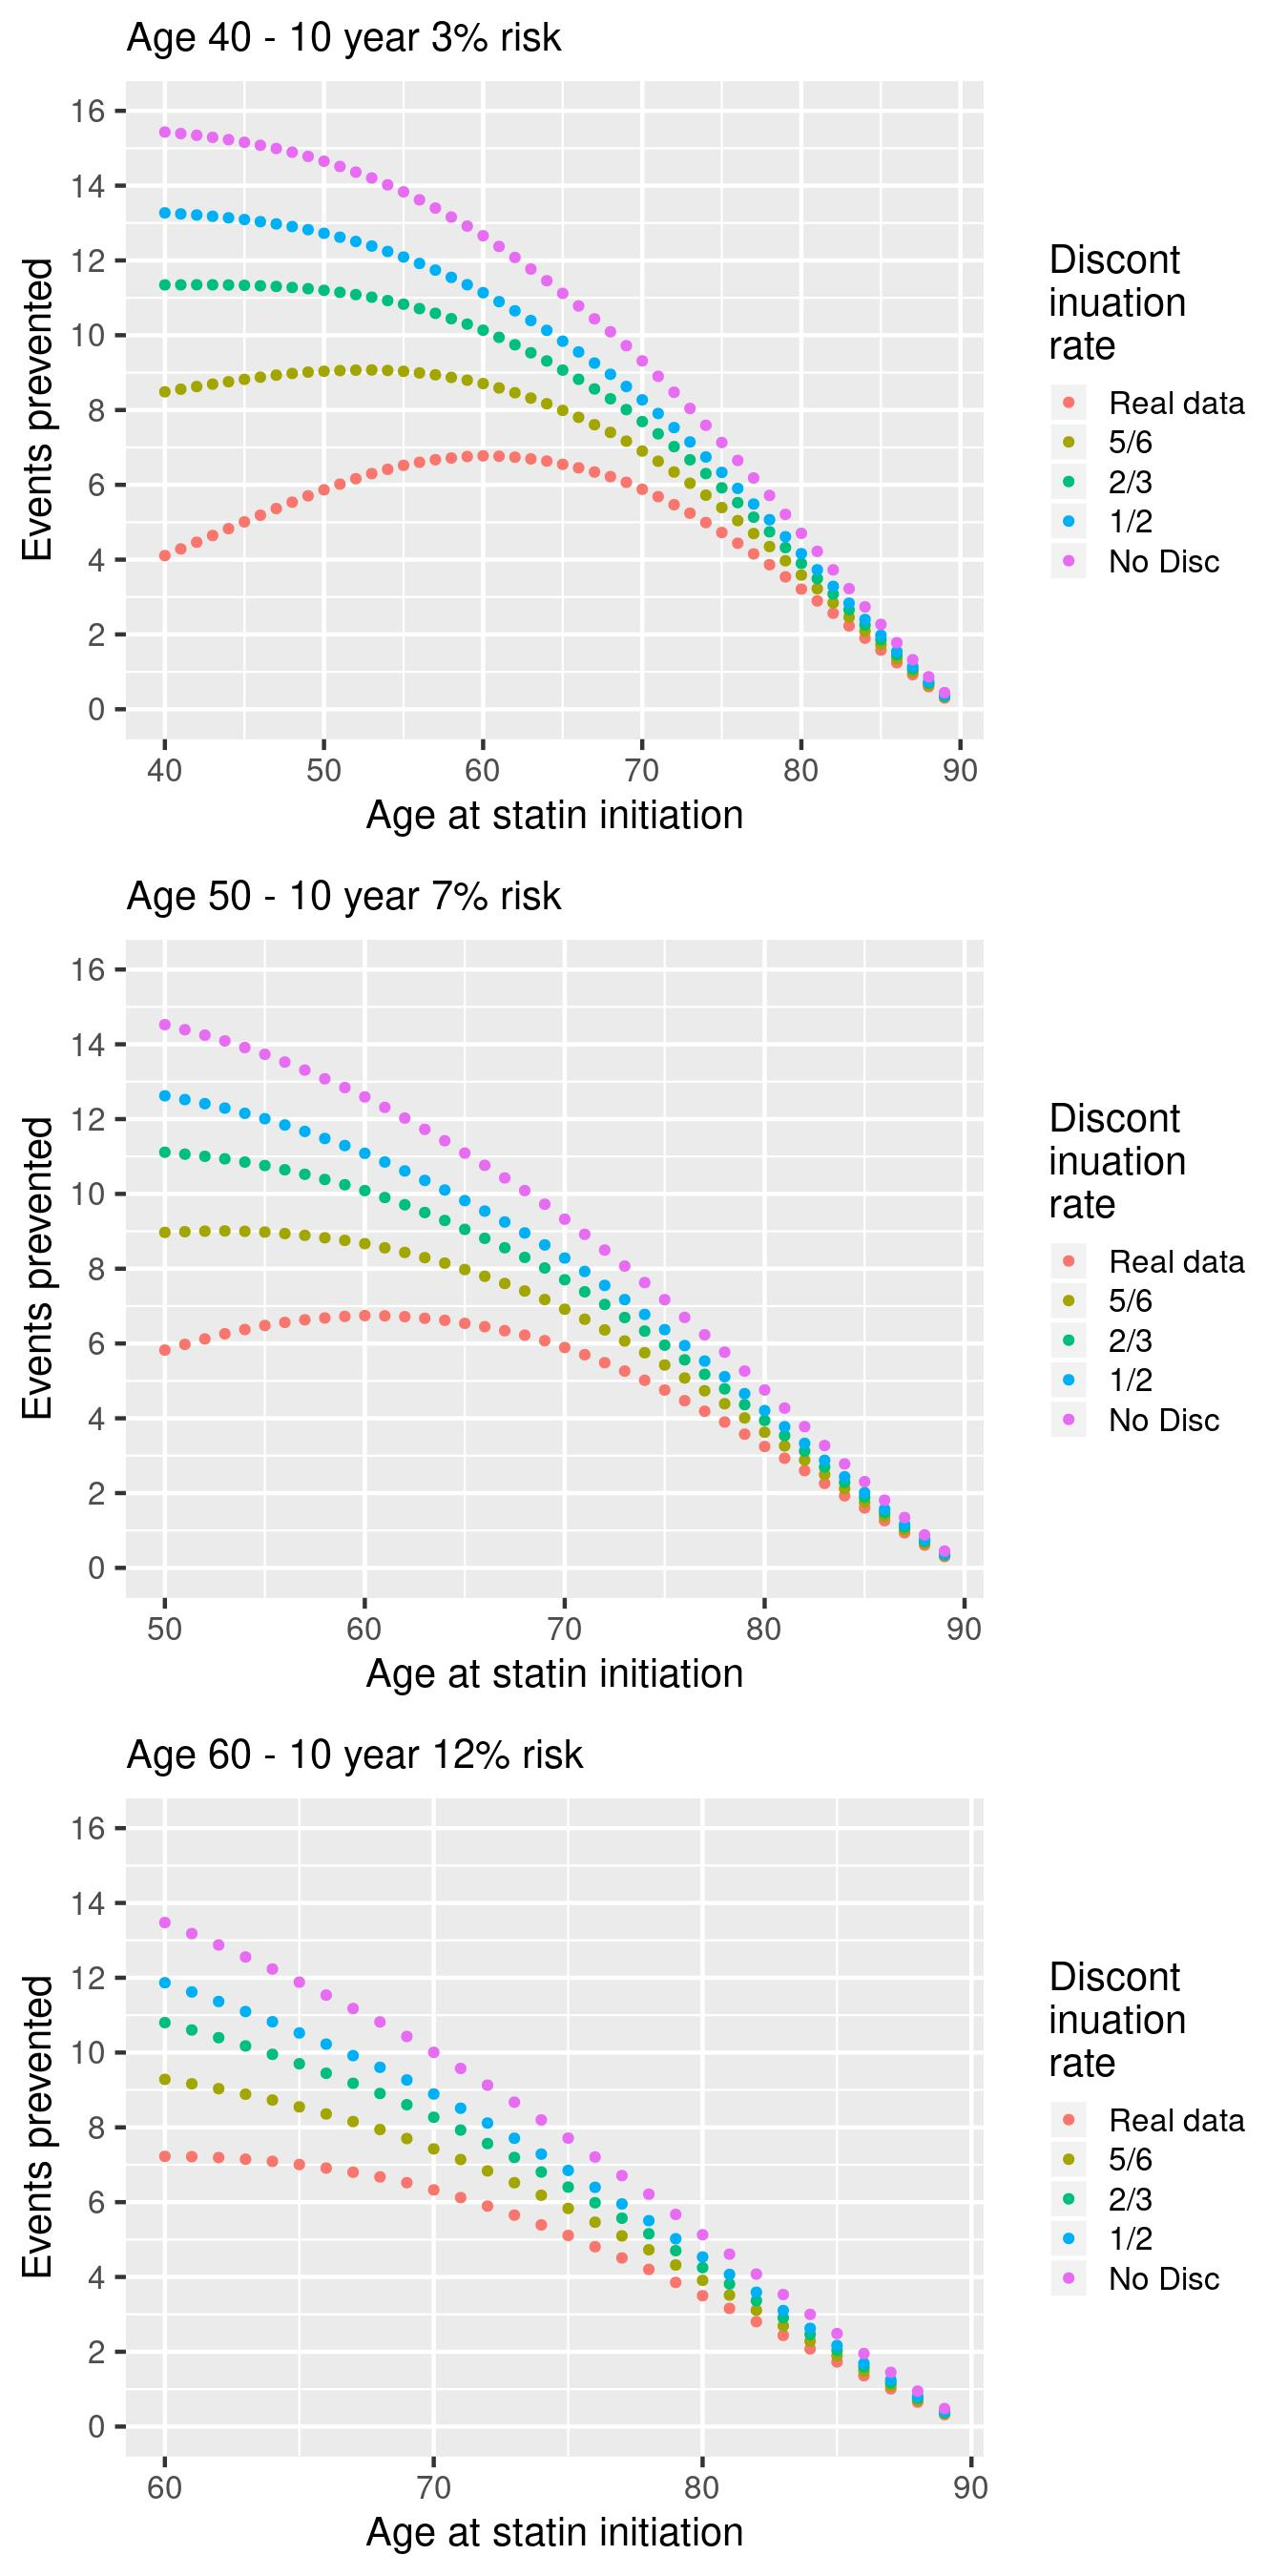 Age 40 - 10 year 3% risk
16
14
12
10
8
6
4
2
0
Events prevented
40 50 60 70 80 90
Age at statin initiation
Discont
inuation
rate
Real data
5/6
2/3
1/2
No Disc
Age 50 - 10 year 7% risk
16
14
12
10
8
6
4
2
0
Events prevented
50 60 70 80 90
Age at statin initiation
Discont
inuation
rate
Real data
5/6
2/3
1/2
No Disc
Age 60 - 10 year 12% risk
16
14
12
10
8
6
4
2
0
Events prevented
60 70 80 90
Age at statin initiation
Discont
inuation
rate
Real data
5/6
2/3
1/2
No Disc